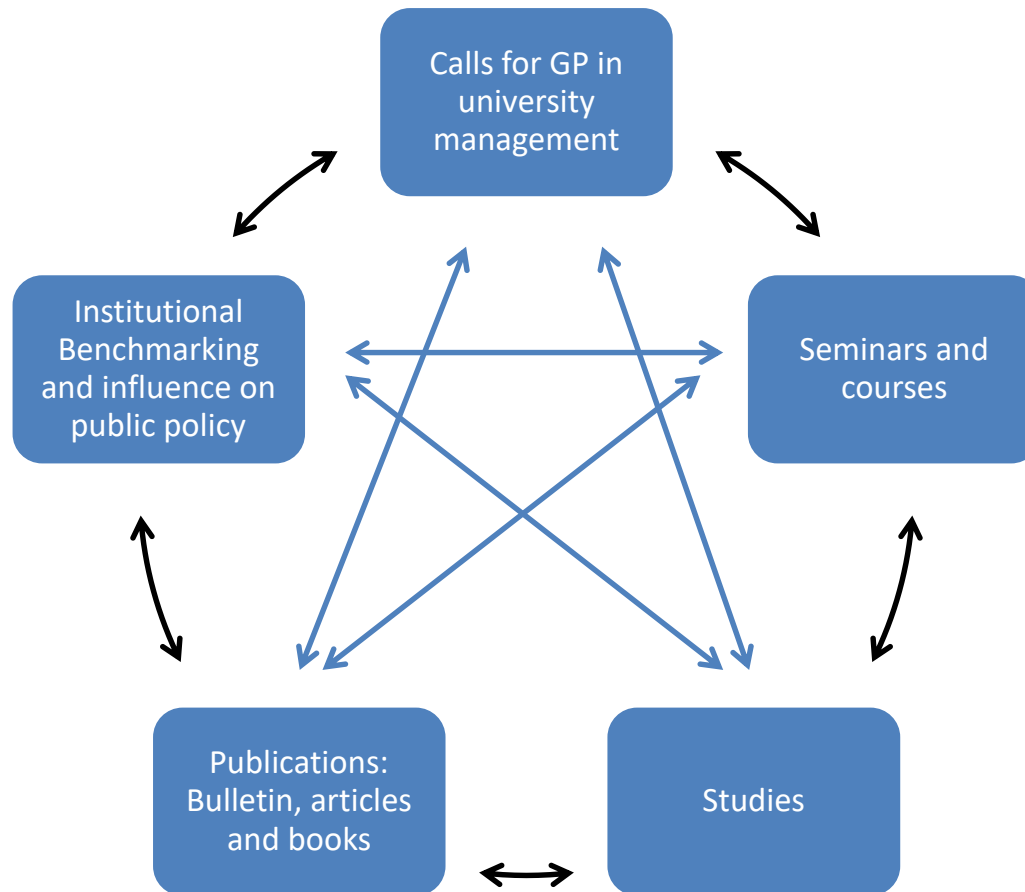 Calls for GP in
university
management
Institutional
Benchmarking
and influence on
public policy
Seminars and
courses
Publications:
Bulletin, articles
and books
Studies